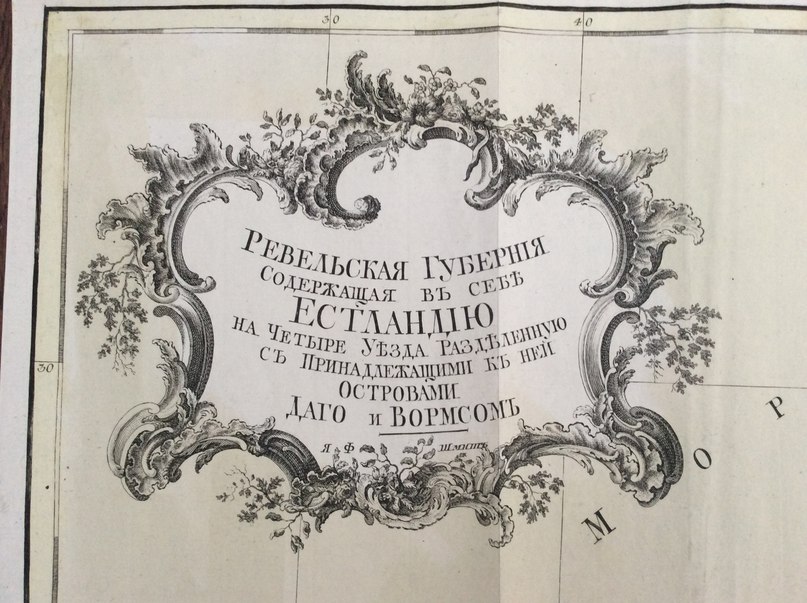 30
40
РЕВЕЛЬСКАЯ ГУБЕРНІЯ
СОДЕРЖАЩАЯ ВЪ СЕБѢ
ЕСТЛАНДІЮ
НА ЧЕТЫРЕ УѢЗДА РАЗДѢЛЕННУЮ
СЪ ПРИНАДЛЕЖАЩИМИ КЪ НЕЙ
ОСТРОВАМИ
ДАГО И ВОРМСОМЪ
Я Ф ШМИТЪ
30
М О Р